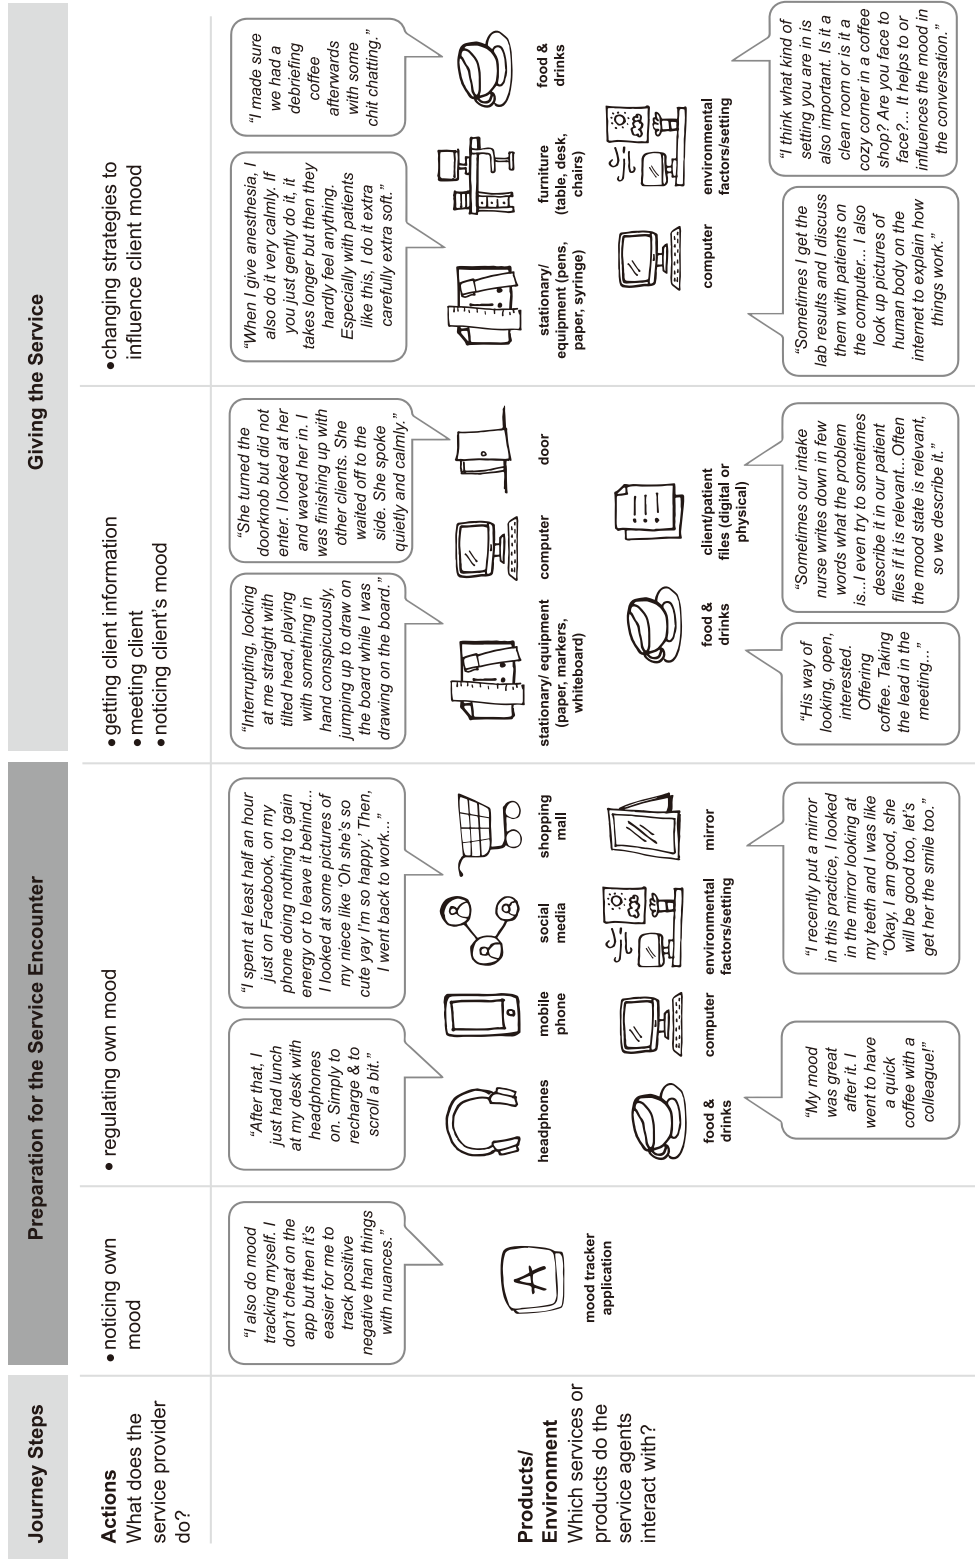 Journey Steps
Preparation for the Service Encounter
Giving the Service
Actions
What does the
service provider
do?
•noticing own
mood
• regulating own mood
•getting client information
•meeting client
•noticing client's mood
•changing strategies to
influence client mood
Products/
Environment
Which services or
products do the
service agents
interact with?
“I also do mood
tracking myself. I
don't cheat on the
app but then it's
easier for me to
track positive
negative than things
with nuances.”
A
mood tracker
application
“After that, I
just had lunch
at my desk with
headphones
on. Simply to
recharge & to
scroll a bit.”
“I spent at least half an hour
just on Facebook, on my
phone doing nothing to gain
energy or to leave it behind...
I looked at some pictures of
my niece like ‘Oh she's so
cute yay I'm so happy.’ Then,
I went back to work...”
headphones
mobile
phone
social
media
shopping
mall
food &
drinks
computer
environmental
factors/setting
mirror
“My mood
was great
after it. I
went to have
a quick
coffee with a
colleague!”
“I recently put a mirror
in this practice, I looked
in the mirror looking at
my teeth and I was like
“Okay, I am good, she
will be good too, let's
get her the smile too.”
“Interrupting, looking
at me straight with
tilted head, playing
with something in
hand conspicuously,
jumping up to draw on
the board while I was
drawing on the board.”
“She turned the
doorknob but did not
enter. I looked at her
and waved her in. I
was finishing up with
other clients. She
waited off to the
side. She spoke
quietly and calmly.”
stationary/ equipment
(paper, markers,
whiteboard)
computer
door
food &
drinks
client/patient
files (digital or
physical)
“His way of
looking, open,
interested.
Offering
coffee. Taking
the lead in the
meeting...”
“Sometimes our intake
nurse writes down in few
words what the problem
is...I even try to sometimes
describe it in our patient
files if it is relevant...Often
the mood state is relevant,
so we describe it.”
“When I give anesthesia, I
also do it very calmly. If
you just gently do it, it
takes longer but then they
hardly feel anything.
Especially with patients
like this, I do it extra
carefully extra soft.”
“I made sure
we had a
debriefing
coffee
afterwards
with some
chit chatting.”
stationary/
equipment (pens,
paper, syringe)
furniture
(table, desk,
chairs)
food &
drinks
computer
environmental
factors/setting
“Sometimes I get the
lab results and I discuss
them with patients on
the computer... I also
look up pictures of
human body on the
internet to explain how
things work.”
“I think what kind of
setting you are in is
also important. Is it a
clean room or is it a
cozy corner in a coffee
shop? Are you face to
face?... It helps to or
influences the mood in
the conversation.”